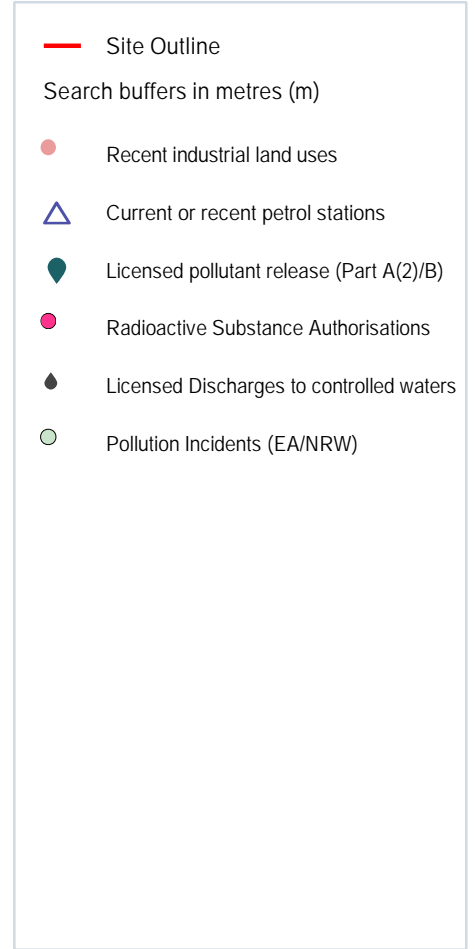 Site Outline
Search buffers in metres (m)
Recent industrial land uses
Current or recent petrol stations
Licensed pollutant release (Part A(2)/B)
Radioactive Substance Authorisations
Licensed Discharges to controlled waters
Pollution Incidents (EA/NRW)